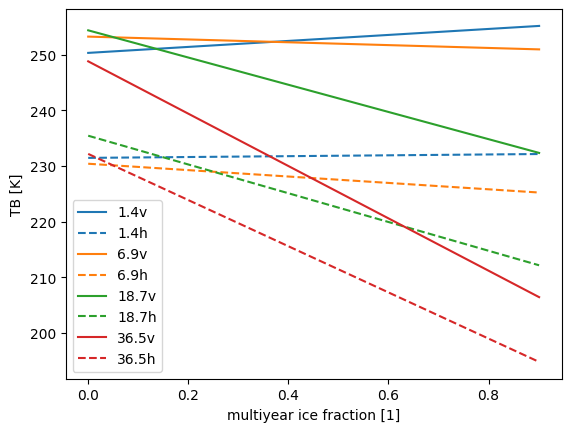 TB [K]
250
240
230
220
210
200
1.4v
1.4h
6.9v
6.9h
18.7v
18.7h
36.5v
36.5h
0.0 0.2 0.4 0.6 0.8
multiyear ice fraction [1]